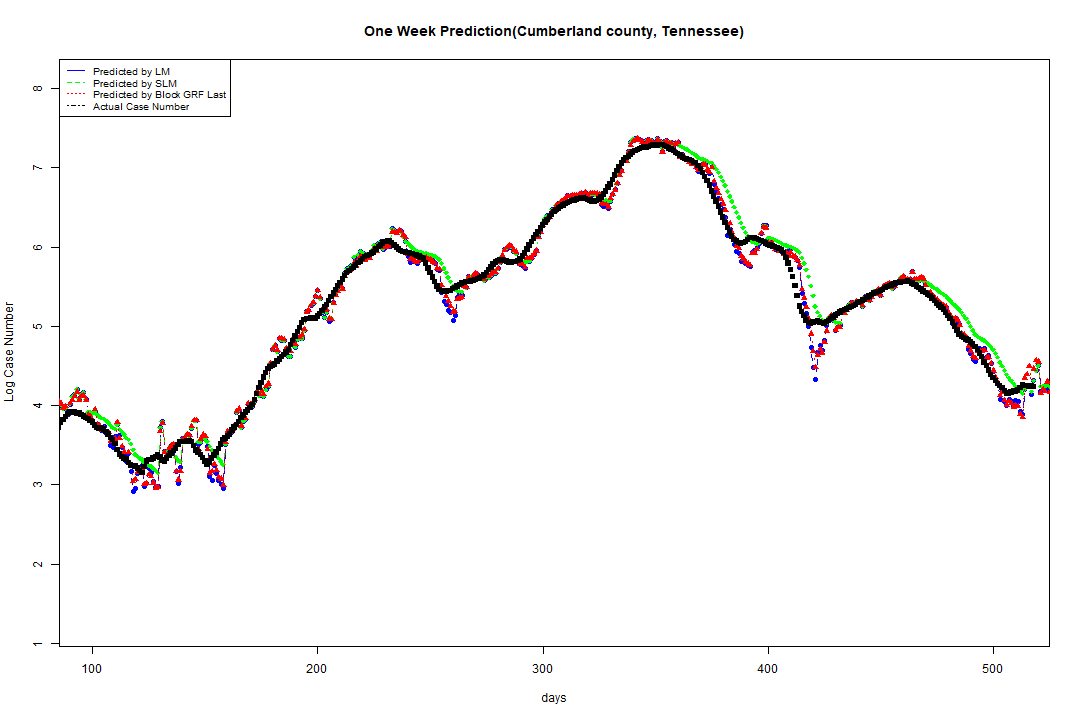 One Week Prediction(Cumberland county, Tennessee)
Predicted by LM
Predicted by SLM
Predicted by Block GRF Last
Actual Case Number
8
7
6
5
4
3
2
1
Log Case Number
100 200 300 400 500
days